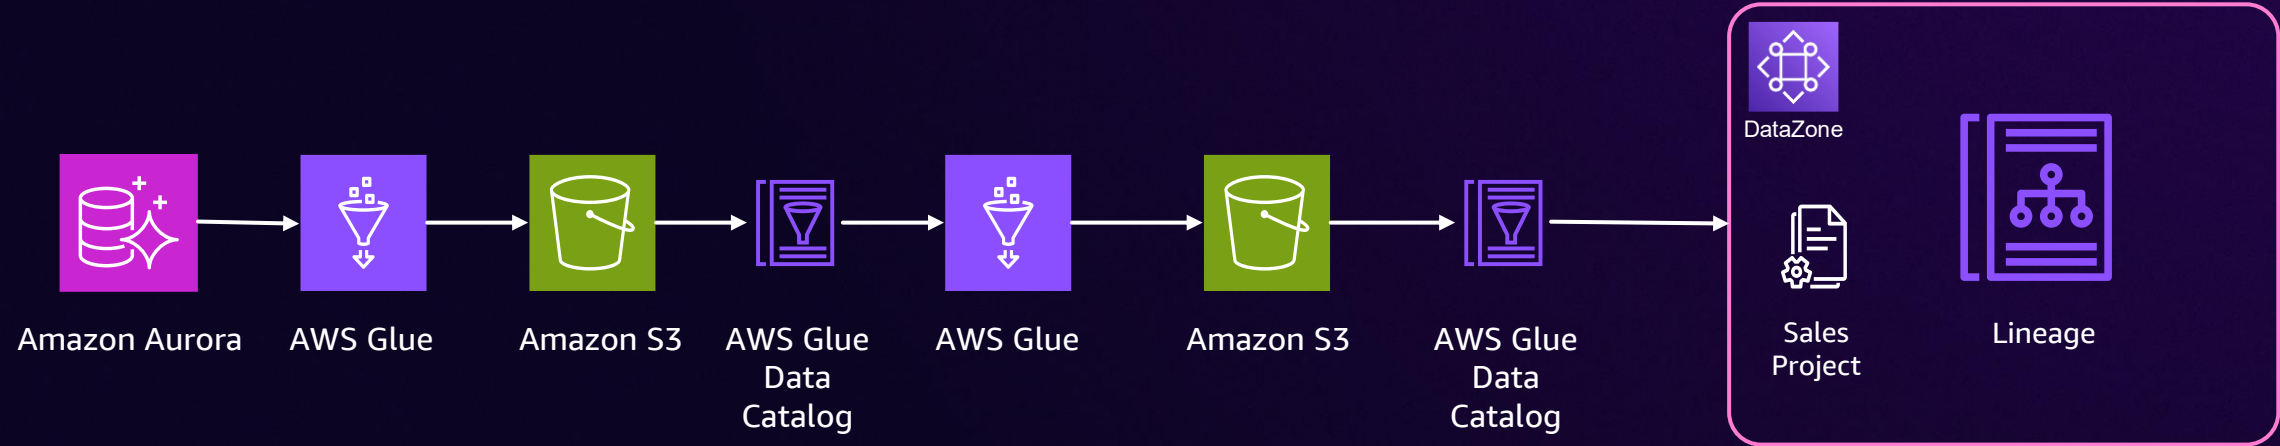 DataZone
Amazon Aurora
AWS Glue
Amazon S3
AWS Glue
Data
Catalog
AWS Glue
Amazon S3
AWS Glue
Data
Catalog
Sales
Project
Lineage